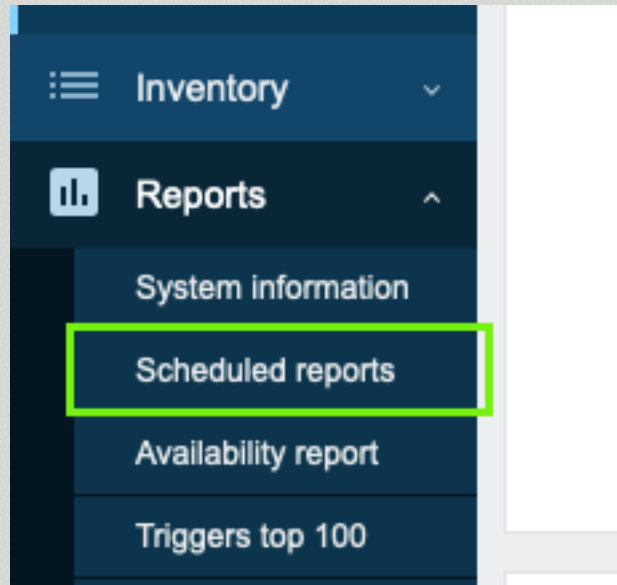 Inventory
Reports
System information
Scheduled reports
Availability report
Triggers top 100